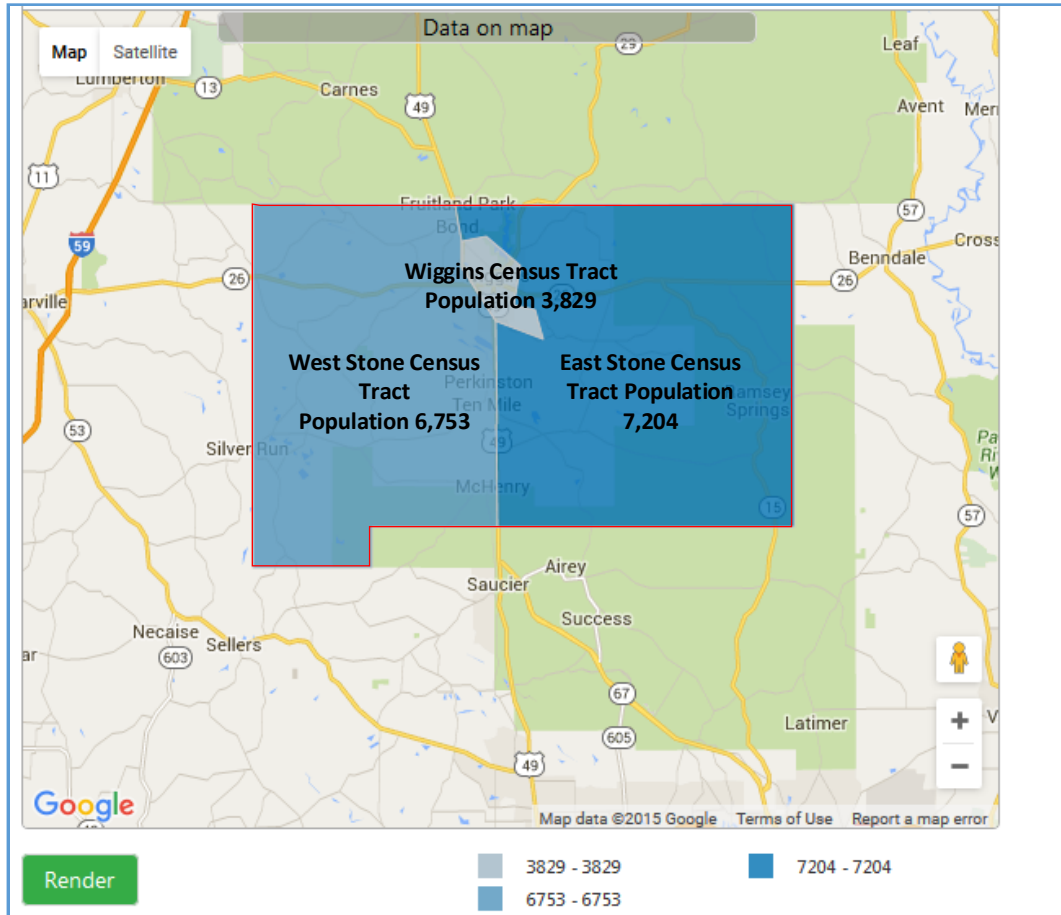 Data on map
Map Satellite
Leaf
29
Lumberton
13
Carnes
49
Avent
11
Fruitland Park
Bond
57
59
Cross
Benndale
26
Wiggins Census Tract
26
Population 3,829
arville
West Stone Census
Tract
Population 6,753
East Stone Census
Tract Population
7,204
Perkinston
Ten Mile
Ramsey
Springs
53
Silver Run
49
Pa
Ri
W
McHenry
15
57
Airey
Saucier
Success
Necaise
603
Sellers
ar
67
Latimer
605
49
+
−
Google
Map data ©2015 Google Terms of Use Report a map error
Render
3829 - 3829
7204 - 7204
6753 - 6753